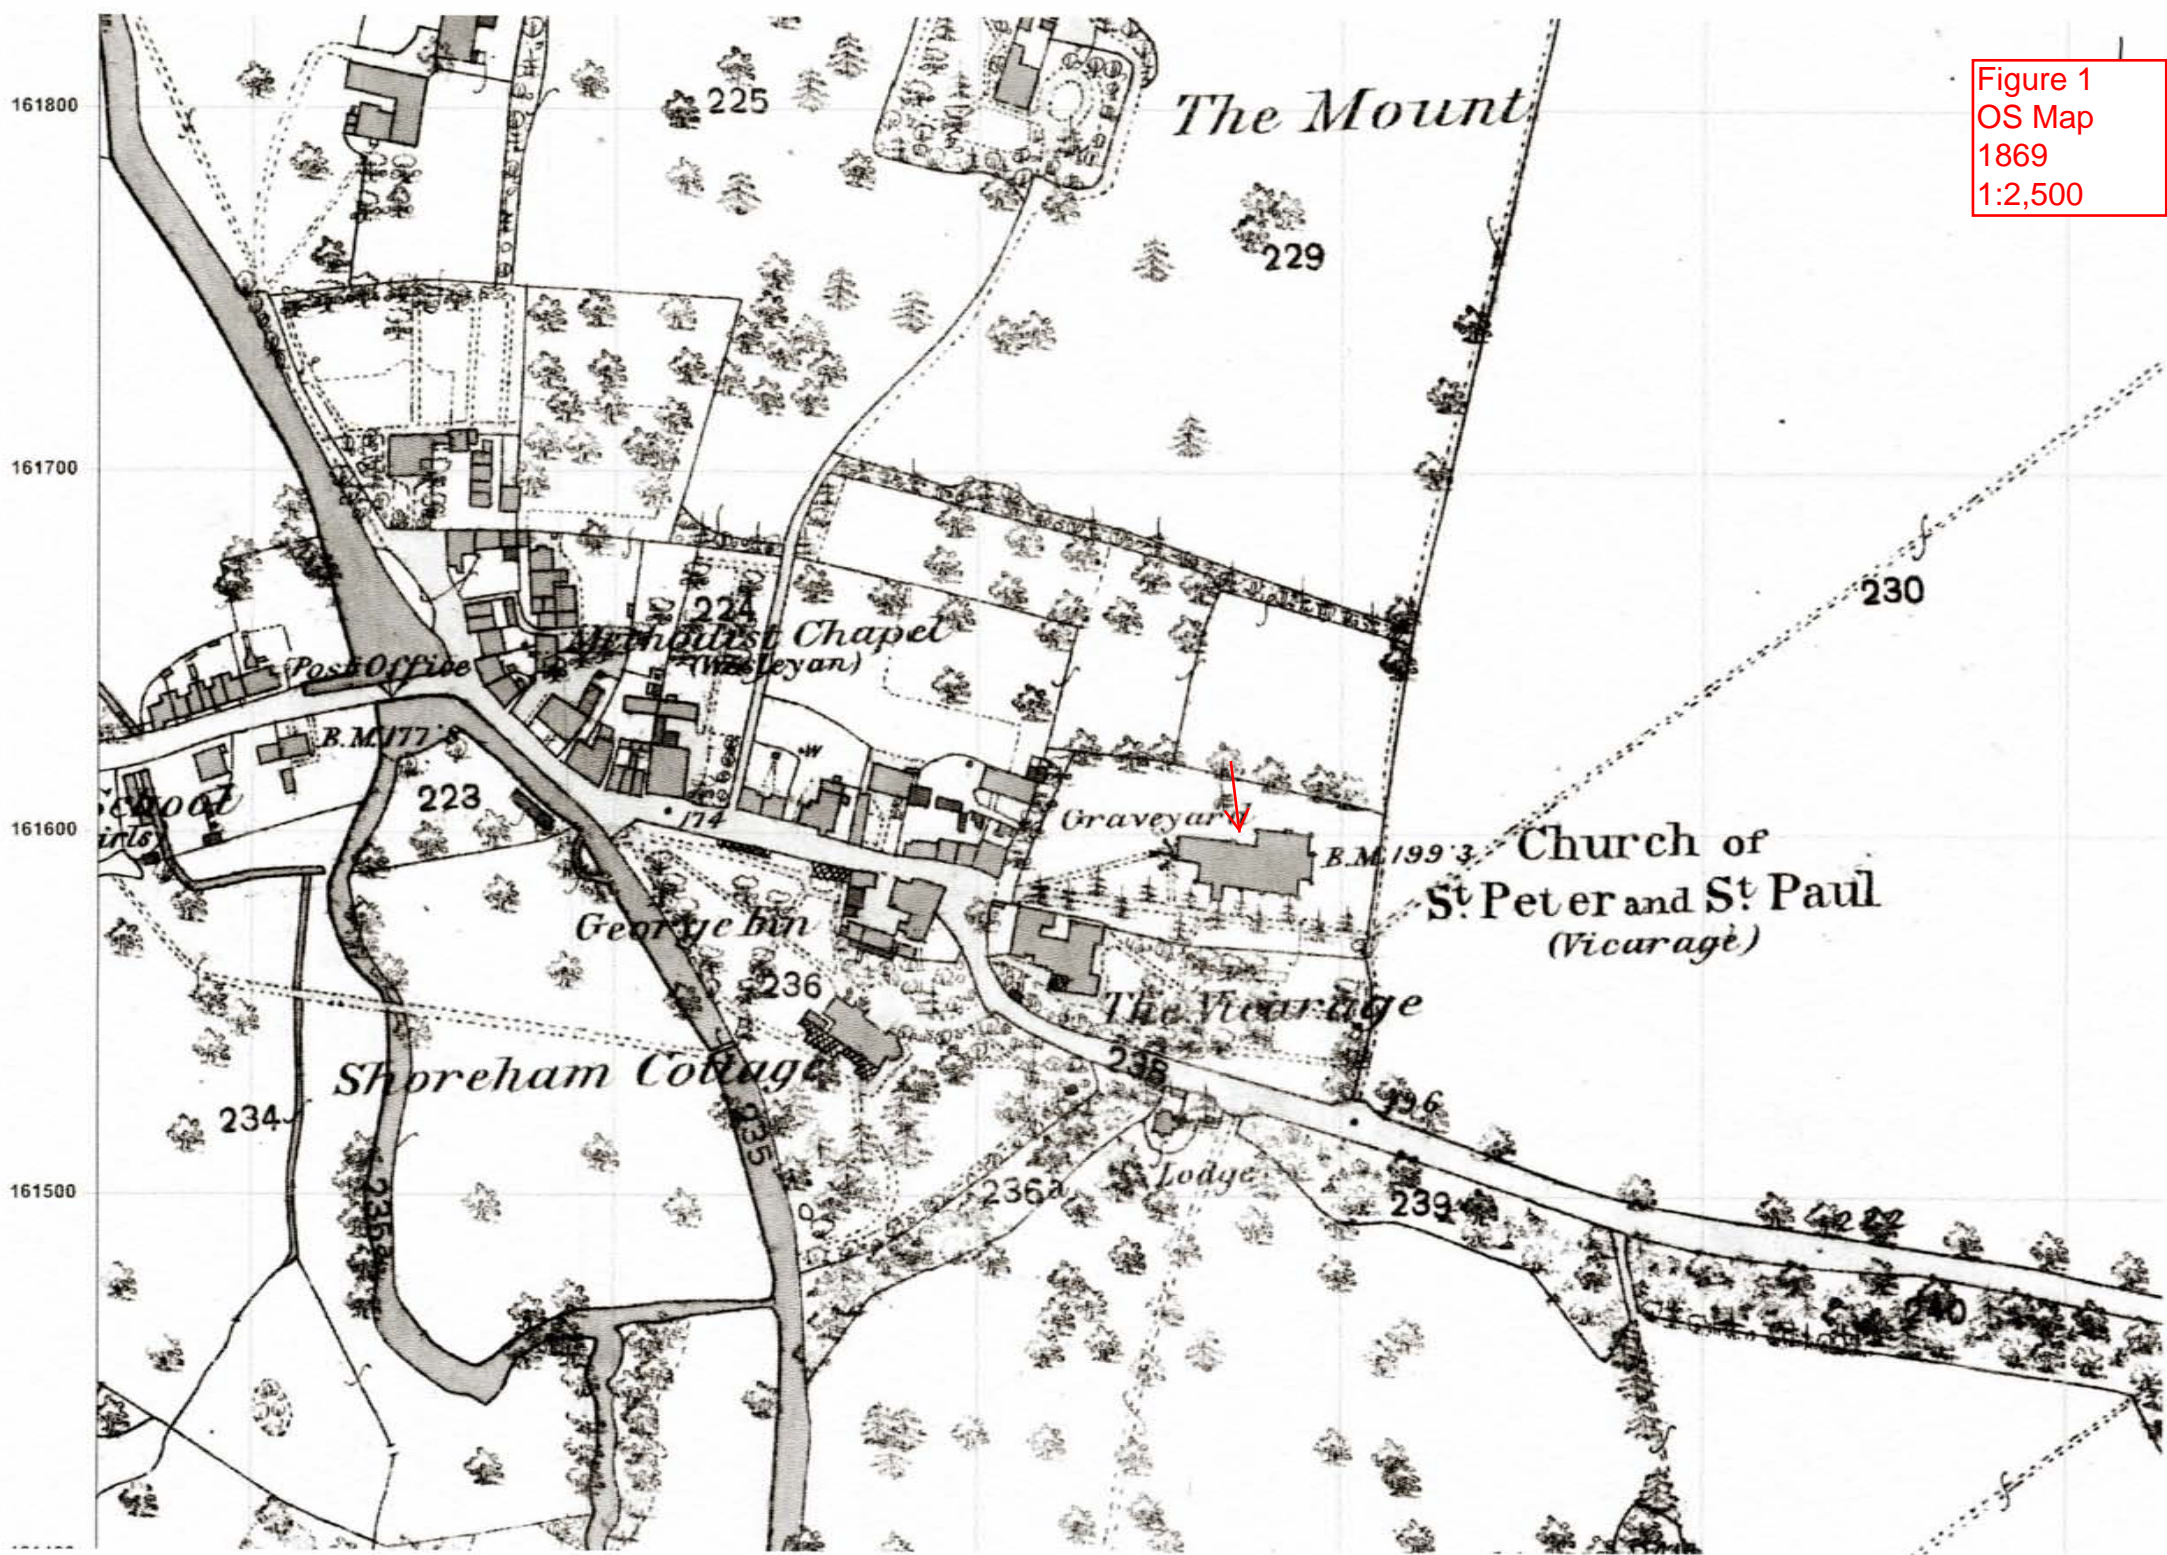 Figure 1
OS Map
1869
1:2,500
161800
225
The Mount
229
161700
230
224
Methodist Chapel
(Wesleyan)
Post Office
B.M. 177.8
School
223
161600
174
Graveyard
B.M. 199.3
Church of
St. Peter and St. Paul
(Vicarage)
George Inn
W
236
The Vicarage
Shoreham Cottage
238
234
235
196
Lodge
236a
239
161500
235a
222
240